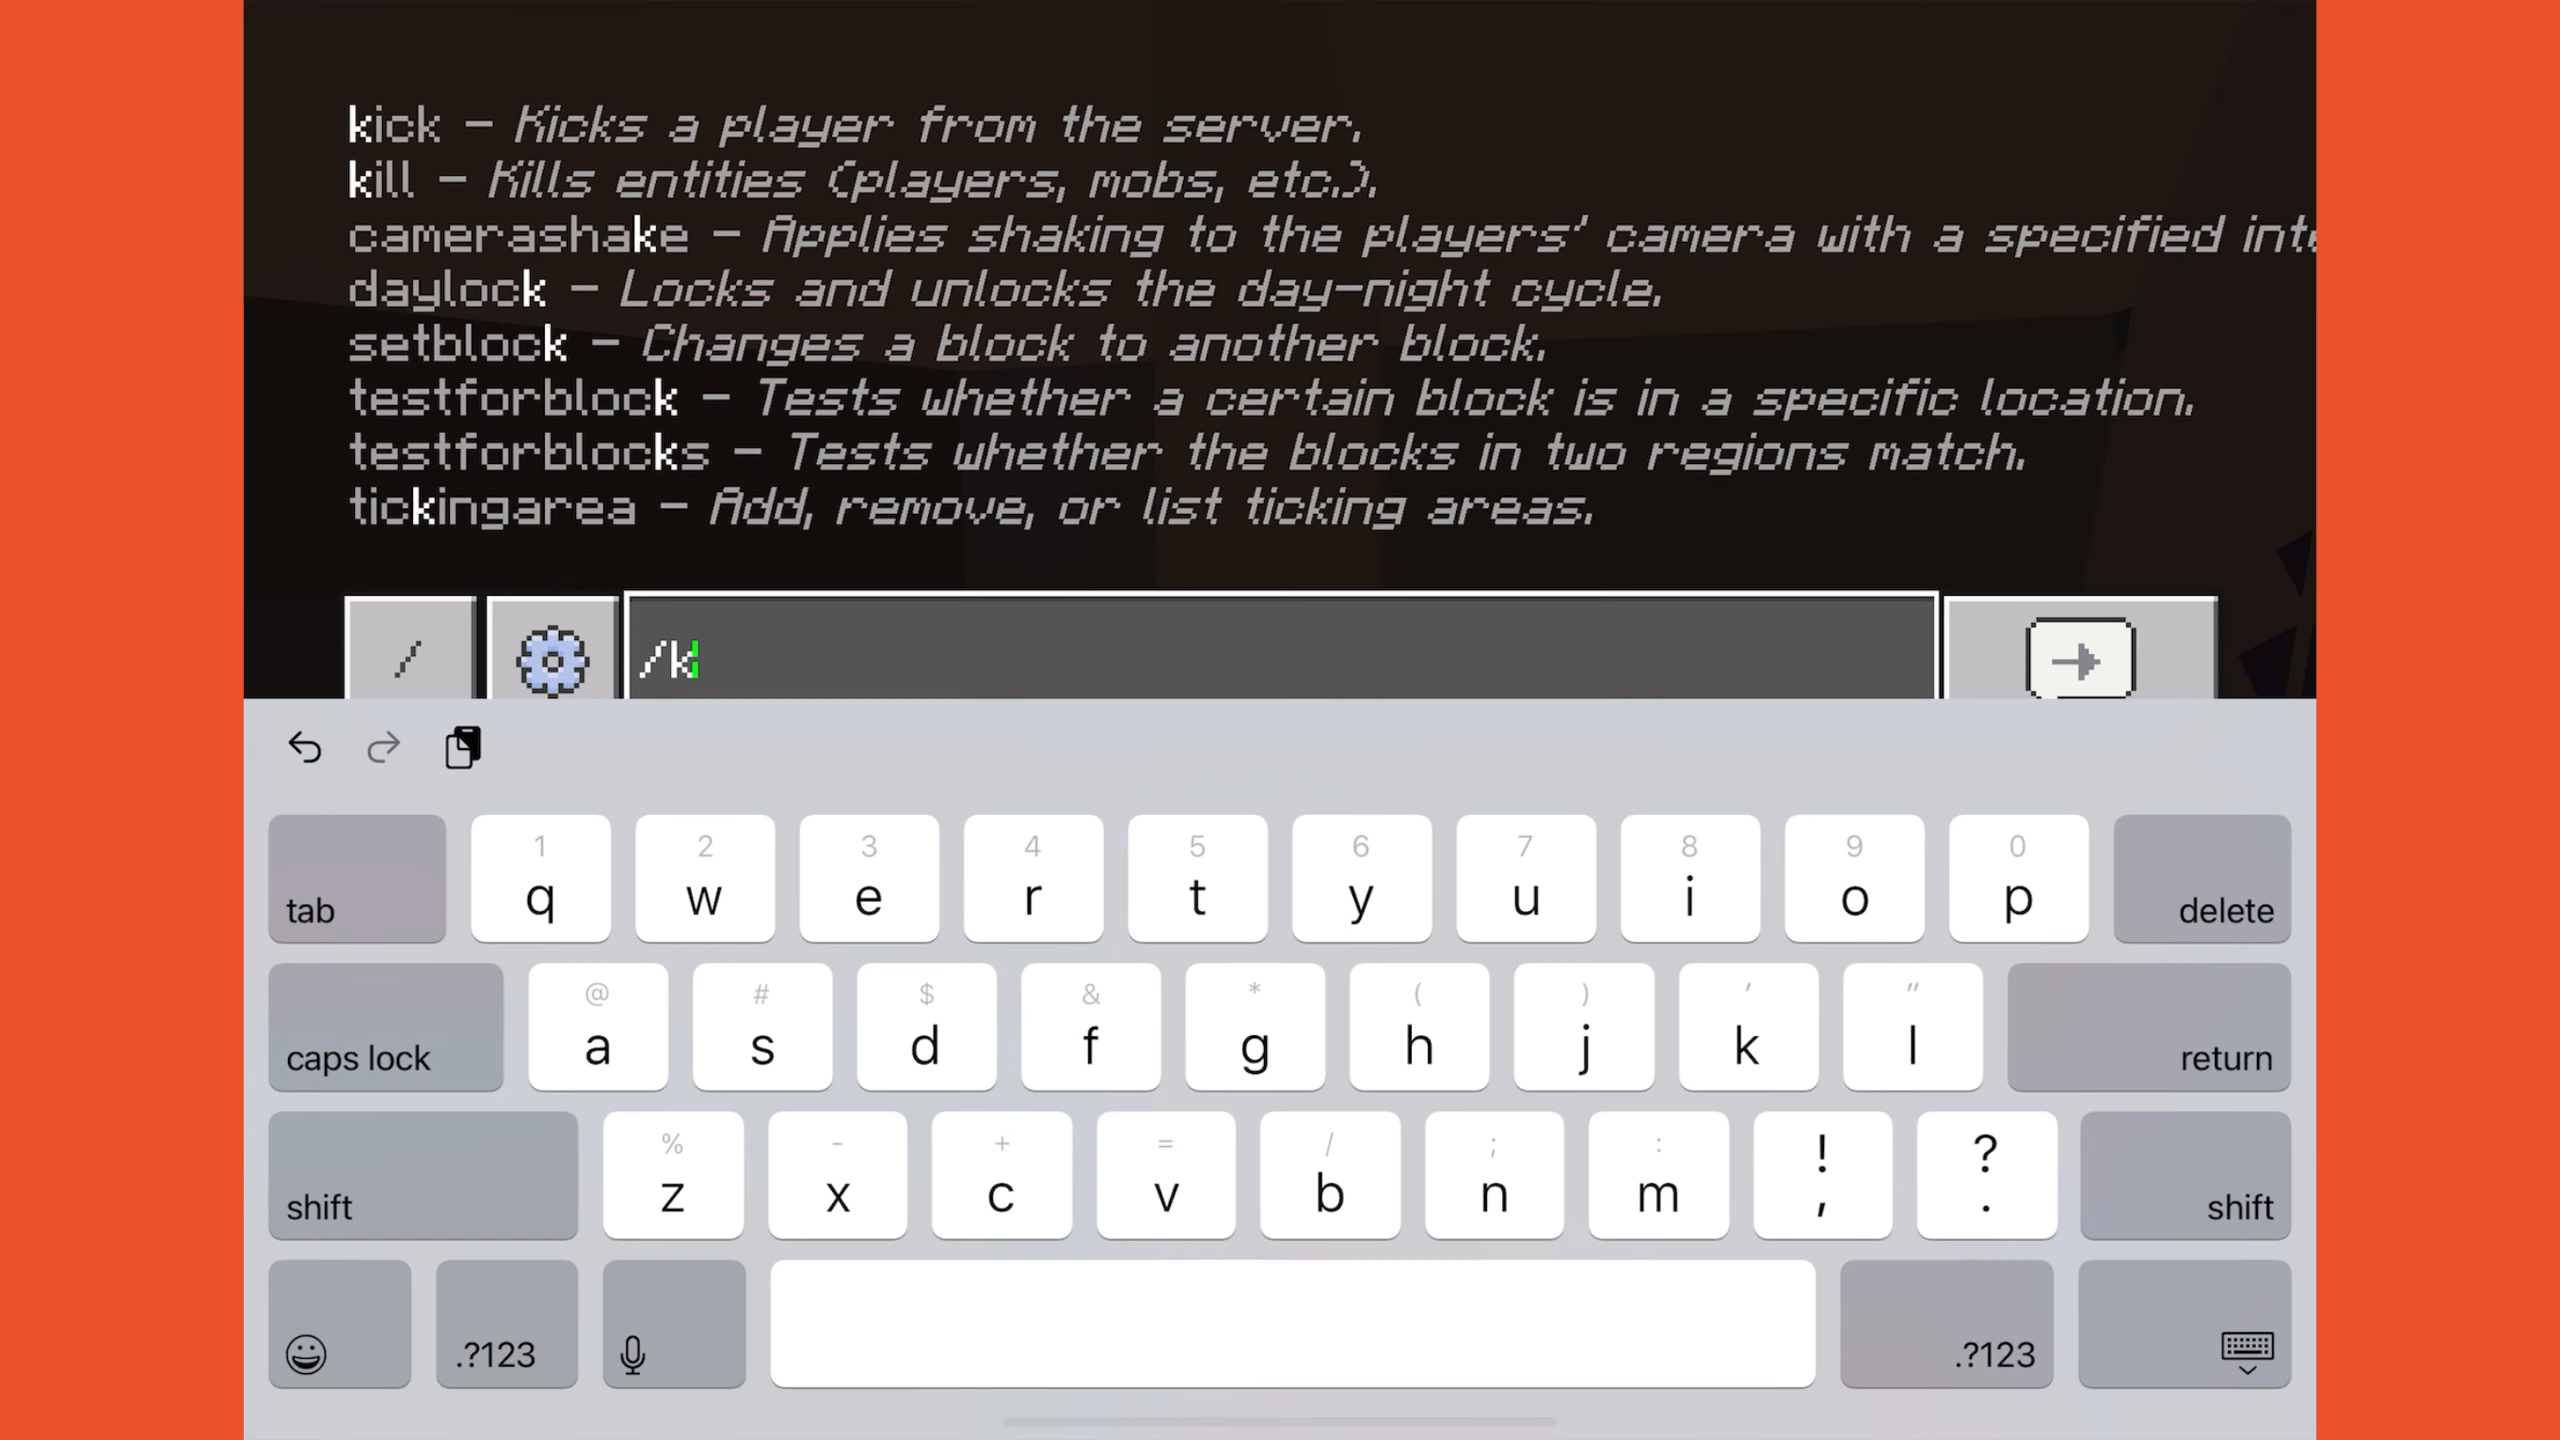 kick – Kicks a player from the server.
kill – Kills entities (players, mobs, etc.).
camerashake – Applies shaking to the players' camera with a specified
daylock – Locks and unlocks the day-night cycle.
setblock – Changes a block to another block.
testforblock – Tests whether a certain block is in a specific location.
testforblocks – Tests whether the blocks in two regions match.
tickingarea – Add, remove, or list ticking areas.
/ /k
1 2 3 4 5 6 7 8 9 0
tab q w e r t y u i o p delete
@ # $ & * ( ) ' "
caps lock a s d f g h j k l return
% - + = / ; : ! ?
shift z x c v b n m , . shift
.?123 .?123